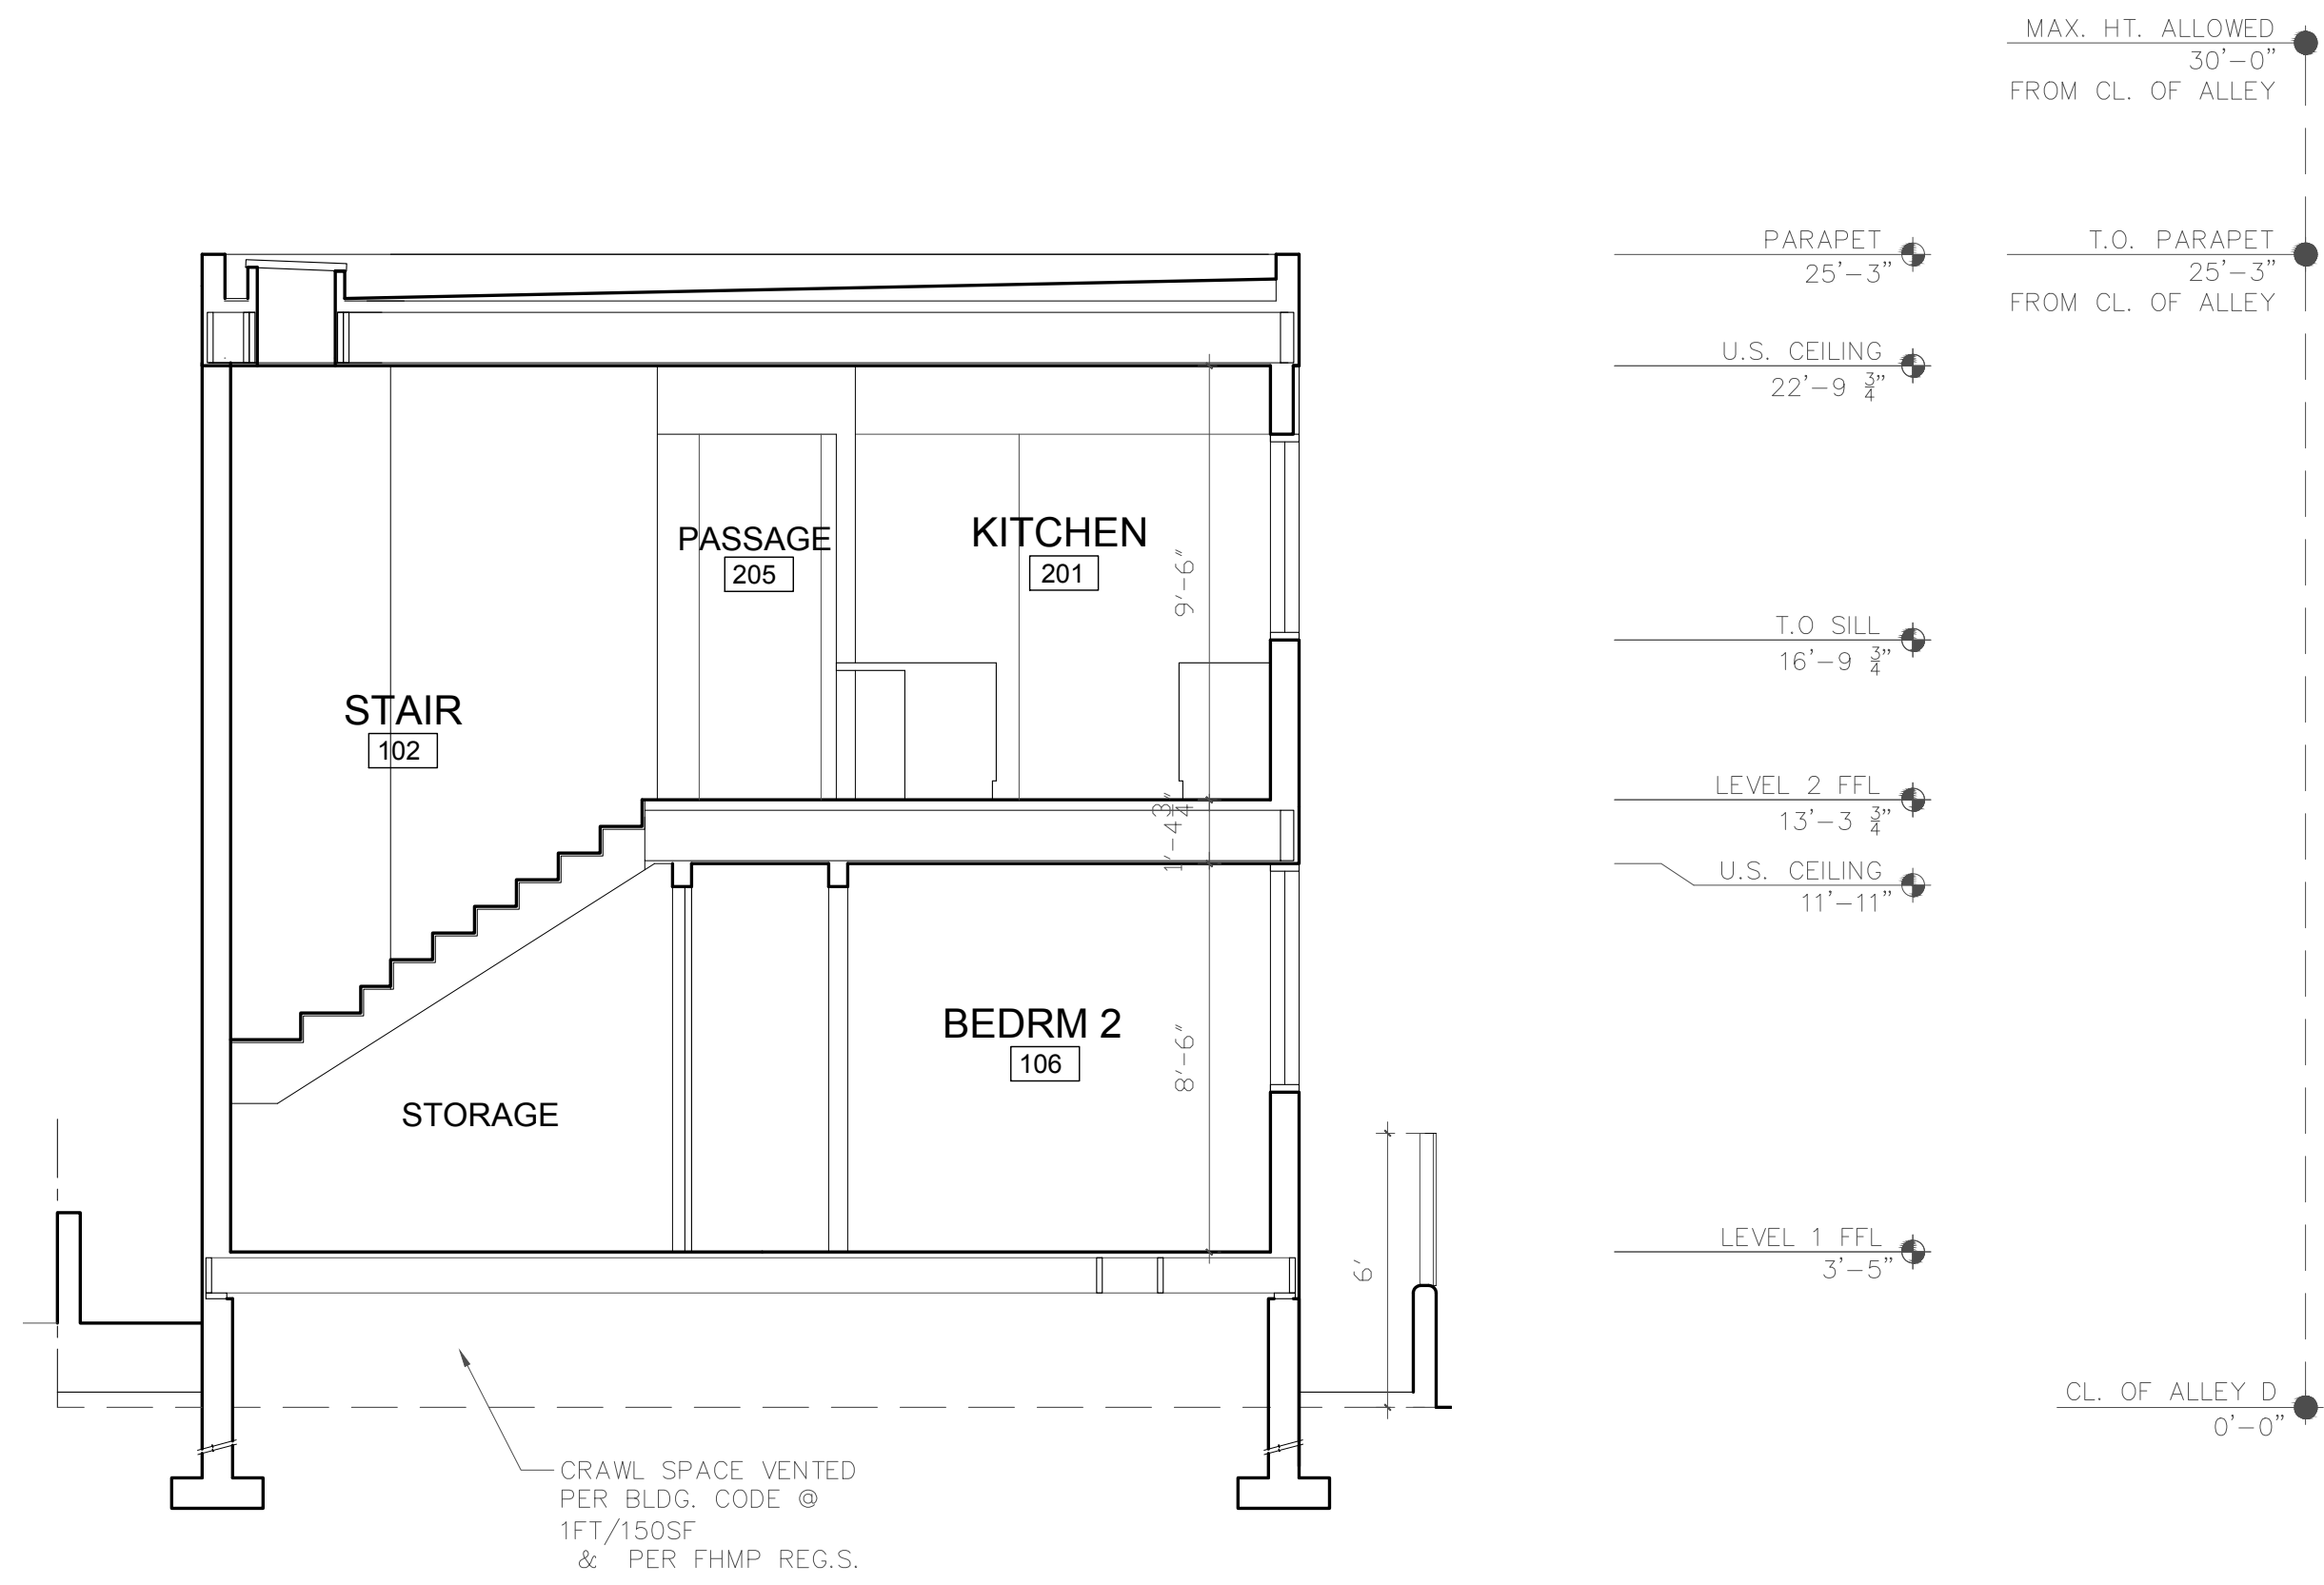 MAX. HT. ALLOWED
30'-0"
FROM CL. OF ALLEY
PARAPET
25'-3"
T.O. PARAPET
25'-3"
FROM CL. OF ALLEY
U.S. CEILING
22'-9 3/4"
PASSAGE
205
KITCHEN
201
9'-6"
T.O SILL
16'-9 3/4"
STAIR
102
LEVEL 2 FFL
13'-3 3/4"
1'-4 3/4"
U.S. CEILING
11'-11"
BEDRM 2
106
8'-6"
STORAGE
LEVEL 1 FFL
3'-5"
6'
CL. OF ALLEY D
0'-0"
CRAWL SPACE VENTED
PER BLDG. CODE @
1FT/150SF
& PER FHMP REG.S.